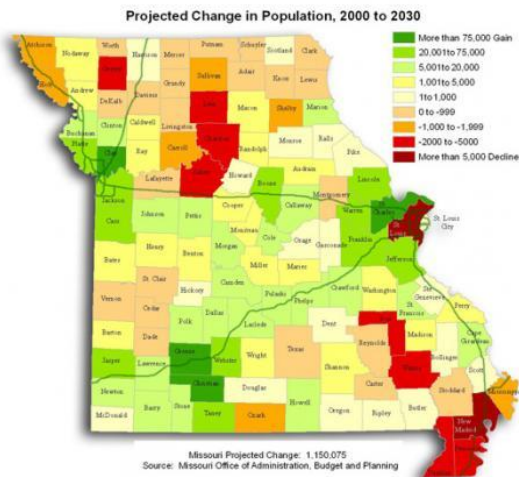 Projected Change in Population, 2000 to 2030
More than 75,000 Gain
20,001to 75,000
5,001to 20,000
1,001to 5,000
1 to 1,000
0 to -999
-1,000 to -1,999
-2000 to -5000
More than 5,000 Decline
Atchison
Nodaway
Worth
Harrison
Mercer
Putnam
Schuyler
Scotland
Clark
Holt
Andrew
DeKalb
Daviess
Grundy
Sullivan
Adair
Knox
Lewis
Buchanan
Clinton
Caldwell
Livingston
Linn
Macon
Shelby
Marion
Platte
Clay
Ray
Carroll
Chariton
Randolph
Monroe
Ralls
Pike
Jackson
Lafayette
Saline
Howard
Boone
Audrain
Callaway
Montgomery
Lincoln
Warren
St. Charles
St. Louis
St. Louis
City
Cass
Johnson
Pettis
Cooper
Moniteau
Cole
Osage
Gasconade
Franklin
Jefferson
Bates
Henry
Benton
Morgan
Miller
Maries
St. Clair
Hickory
Camden
Pulaski
Phelps
Crawford
Washington
Ste
Genevieve
St
Francois
Perry
Vernon
Cedar
Polk
Dallas
Laclede
Dent
Madison
Cape
Girardeau
Barton
Dade
Greene
Webster
Wright
Texas
Reynolds
Bollinger
Scott
Jasper
Lawrence
Christian
Douglas
Shannon
Wayne
Carter
Stoddard
Mississippi
Newton
McDonald
Barry
Stone
Taney
Ozark
Howell
Oregon
Ripley
Butler
New
Madrid
Missouri Projected Change: 1,150,075
Source: Missouri Office of Administration, Budget and Planning